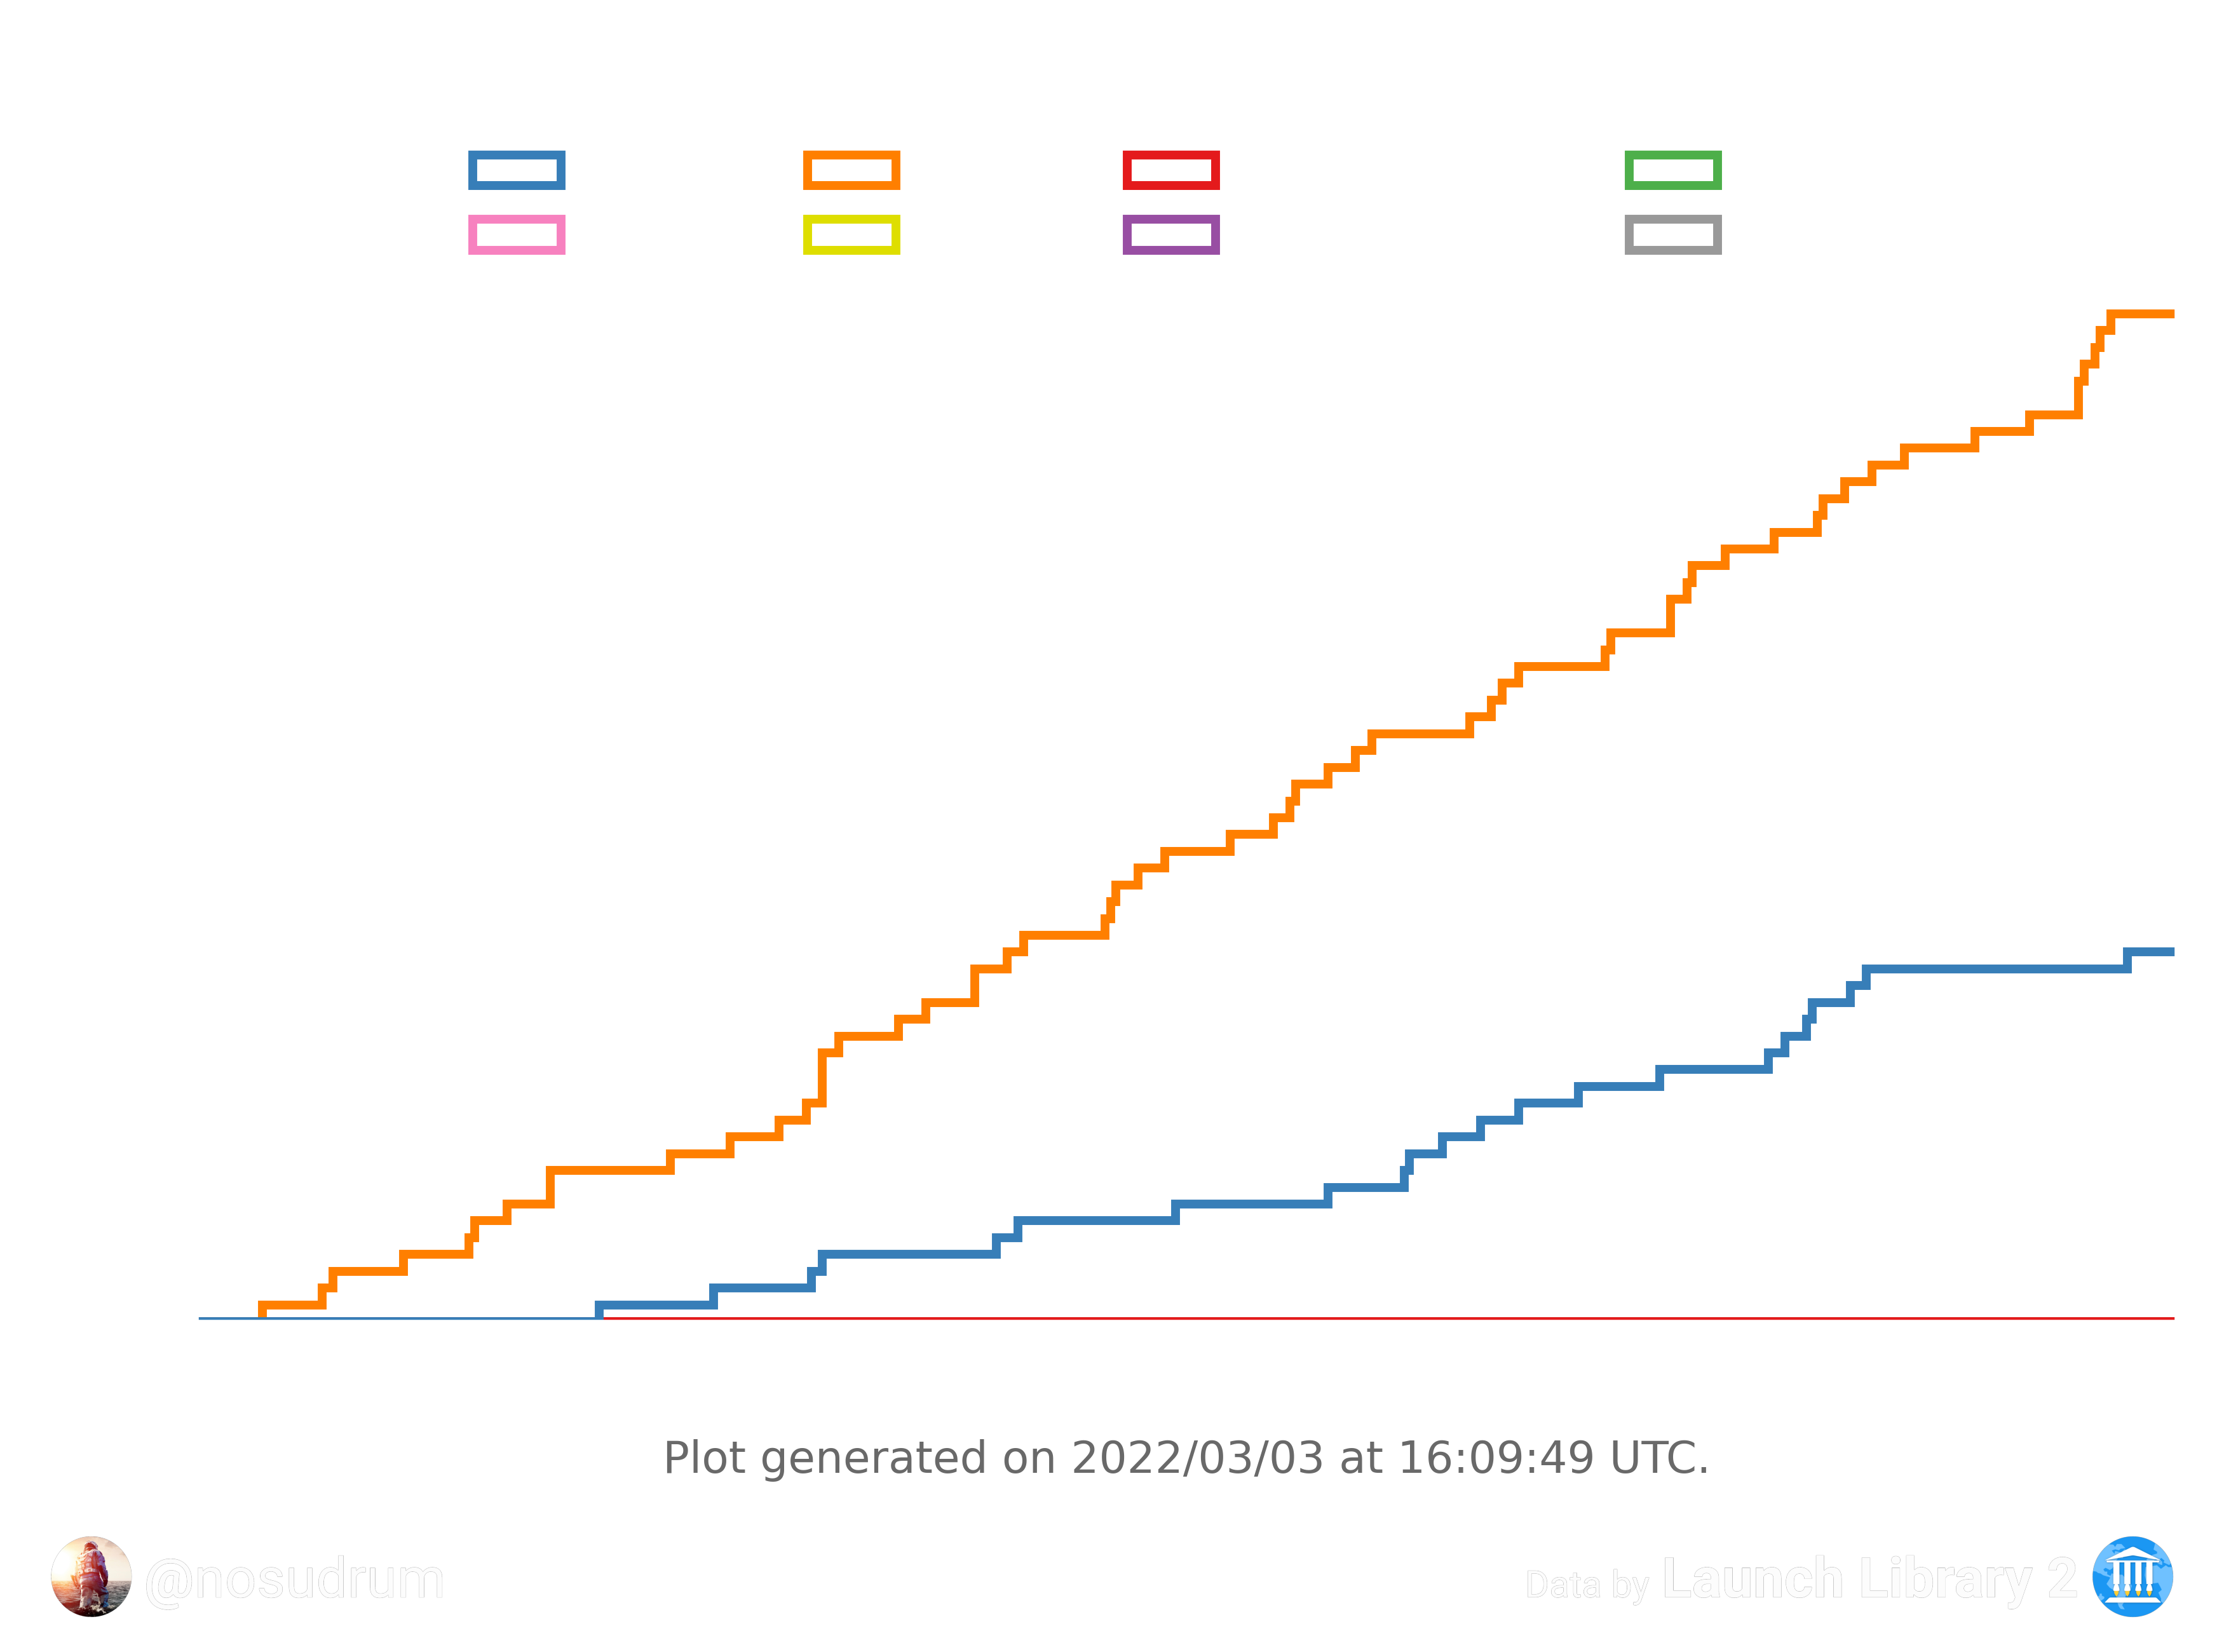 Plot generated on 2022/03/03 at 16:09:49 UTC.
@nosudrum
Data by Launch Library 2